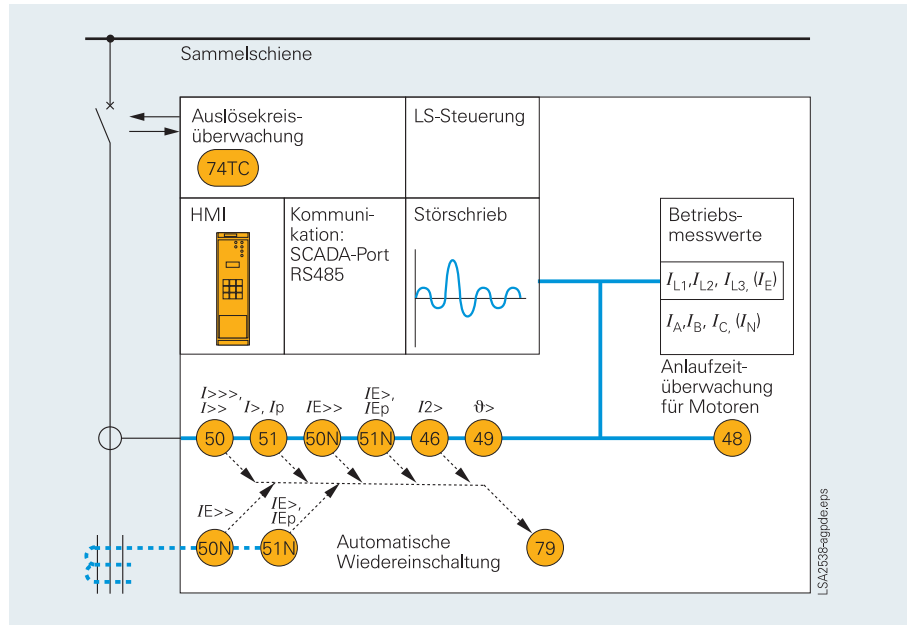 Sammelschiene
Auslösekreis-
überwachung
74TC
LS-Steuerung
HMI
Kommuni-
kation:
SCADA-Port
RS485
Störschrieb
Betriebs-
messwerte
IL1,IL2, IL3, (IE)
IA,IB, IC, (IN)
Anlaufzeit-
überwachung
für Motoren
I>>>,
I>>
I>, Ip
IE>>
IE>,
IEp
I2>
ϑ>
50
51
50N
51N
46
49
48
IE>>
IE>,
IEp
50N
51N
Automatische
Wiedereinschaltung
79
LSA2538-agpde.eps